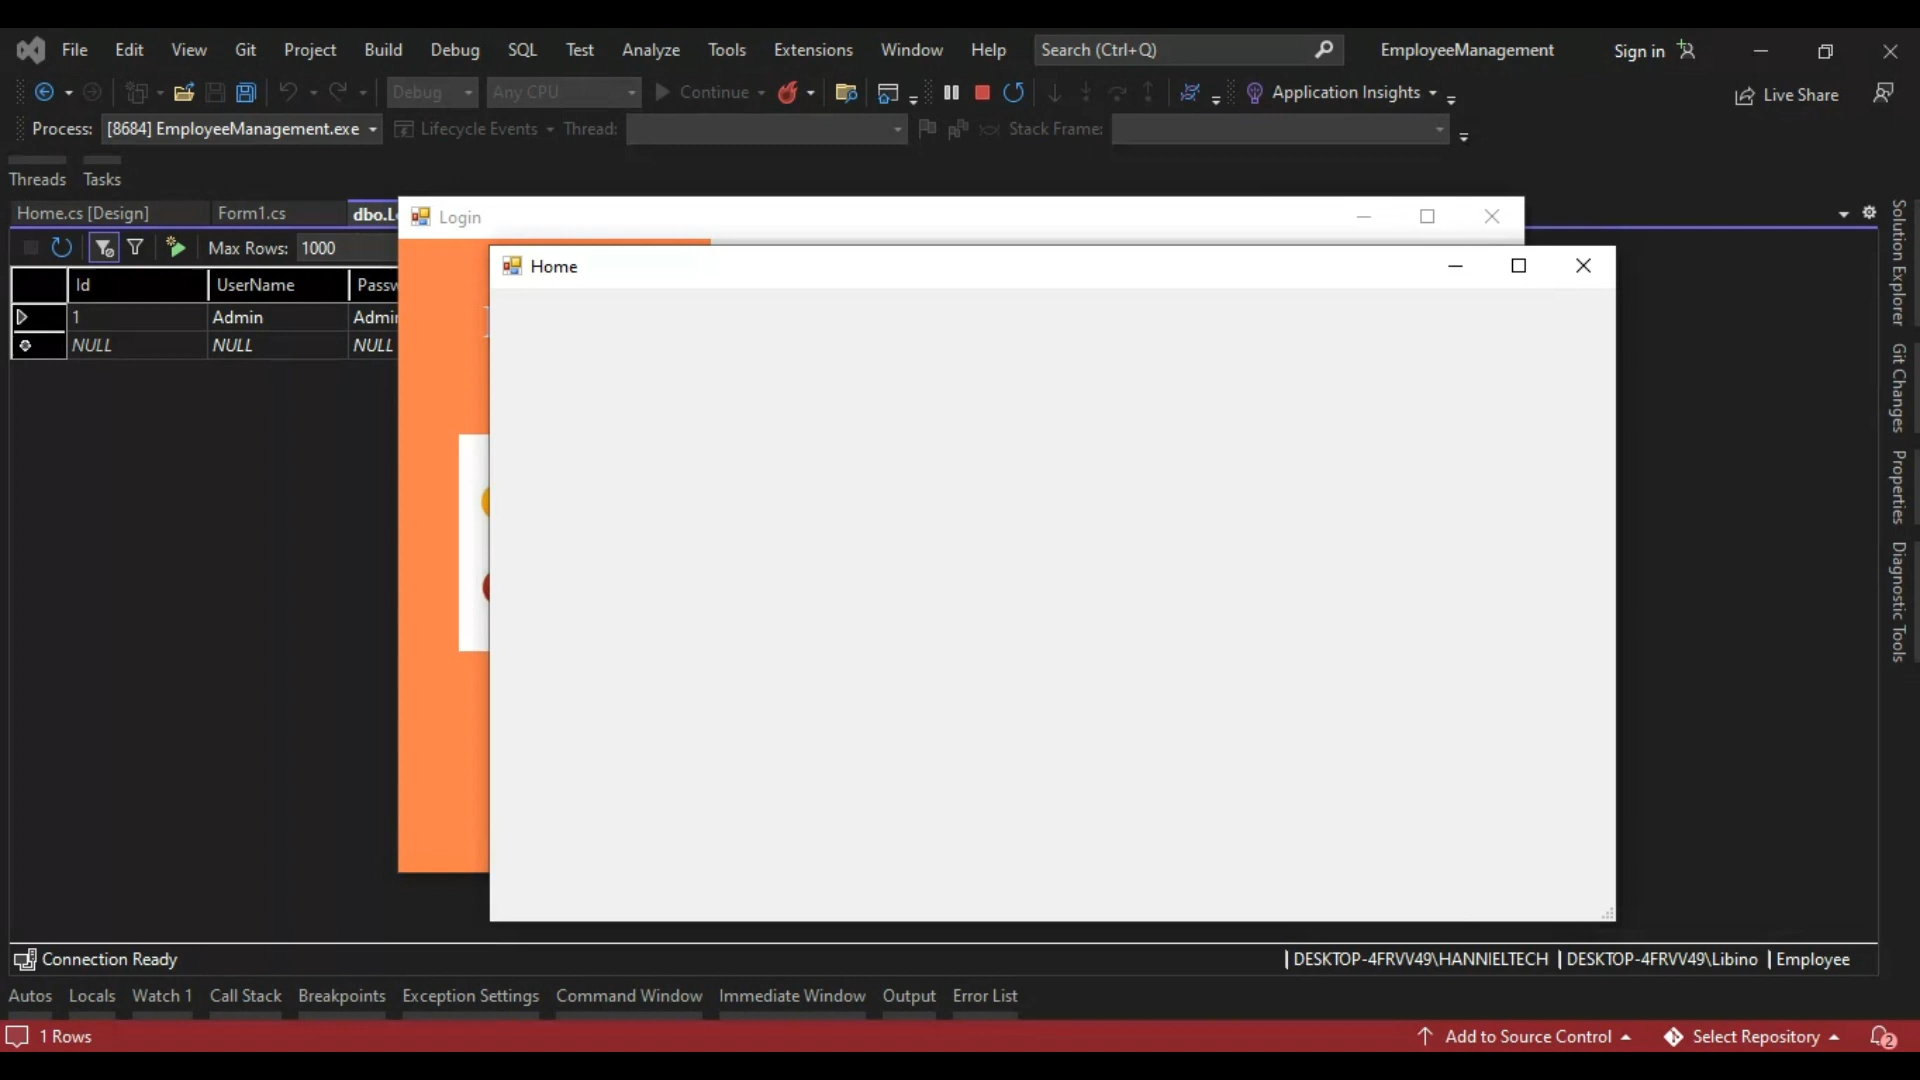 File Edit View Git Project Build Debug SQL Test Analyze Tools Extensions Window Help Search (Ctrl+Q) EmployeeManagement Sign in
Debug Any CPU Continue Application Insights Live Share
Process: [8684] EmployeeManagement.exe Lifecycle Events Thread: Stack Frame:
Threads Tasks
Home.cs [Design] Form1.cs
Login
Max Rows: 1000
Home
Id UserName
1 Admin
NULL NULL NULL
Solution Explorer
Git Changes
Properties
Diagnostic Tools
Connection Ready DESKTOP-4FRVV49\HANNIELTECH DESKTOP-4FRVV49\Libino Employee
Autos Locals Watch 1 Call Stack Breakpoints Exception Settings Command Window Immediate Window Output Error List
1 Rows Add to Source Control Select Repository 2